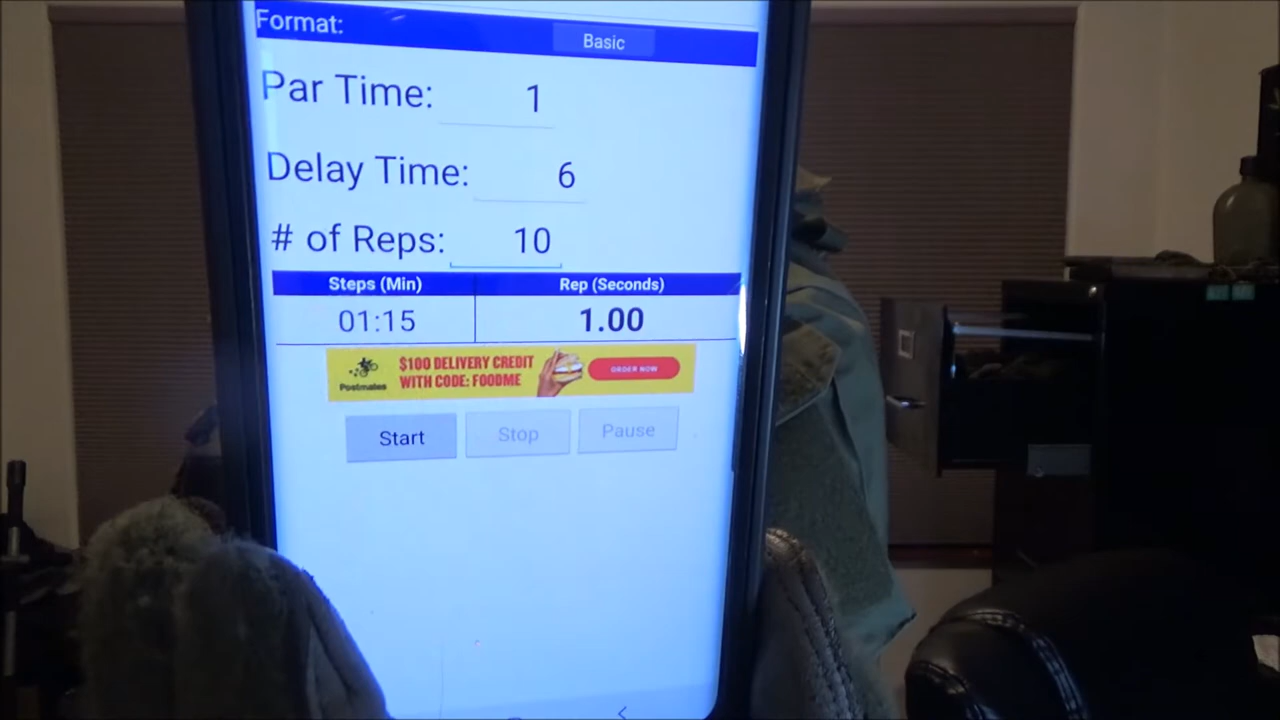 Format: Basic
Par Time: 1
Delay Time: 6
# of Reps: 10
Steps (Min) Rep (Seconds)
01:15 1.00
Postmates
$100 DELIVERY CREDIT
WITH CODE: FOODME
ORDER NOW
Start Stop Pause